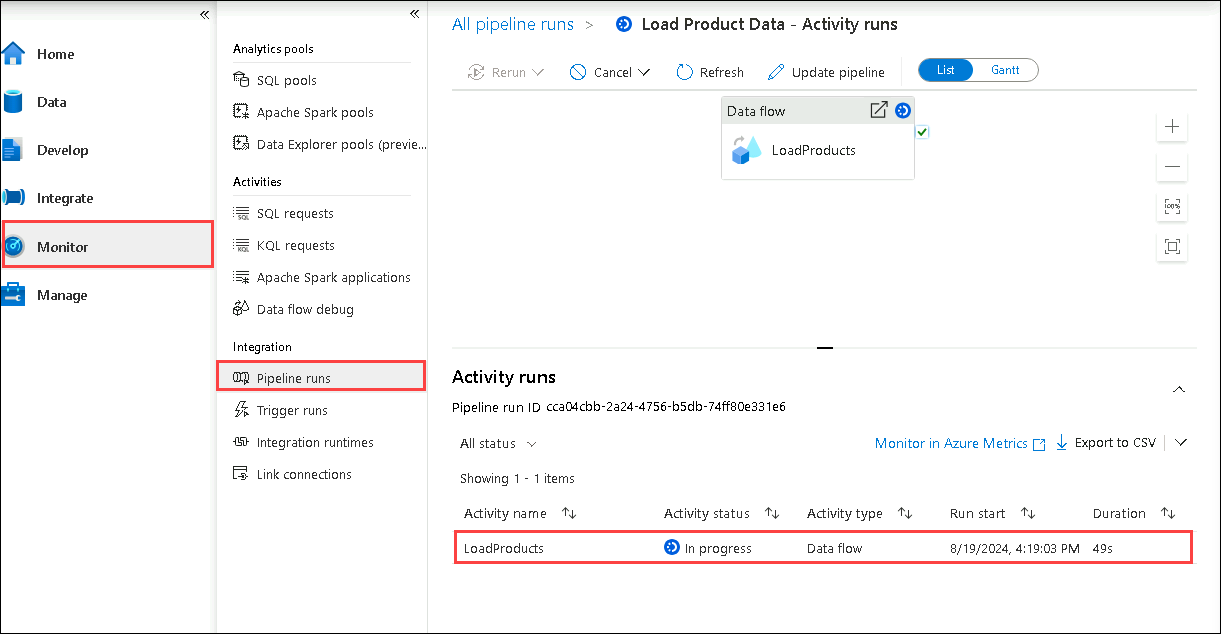 Home
Data
Develop
Integrate
Monitor
Manage
Analytics pools
SQL pools
Apache Spark pools
Data Explorer pools (previe...
Activities
SQL requests
KQL requests
Apache Spark applications
Data flow debug
Integration
Pipeline runs
Trigger runs
Integration runtimes
Link connections
All pipeline runs > Load Product Data - Activity runs
Rerun Cancel Refresh Update pipeline List Gantt
Data flow
LoadProducts
100%
Activity runs
Pipeline run ID cca04cbb-2a24-4756-b5db-74ff80e331e6
All status Monitor in Azure Metrics Export to CSV
Showing 1 - 1 items
Activity name Activity status Activity type Run start Duration
LoadProducts In progress Data flow 8/19/2024, 4:19:03 PM 49s